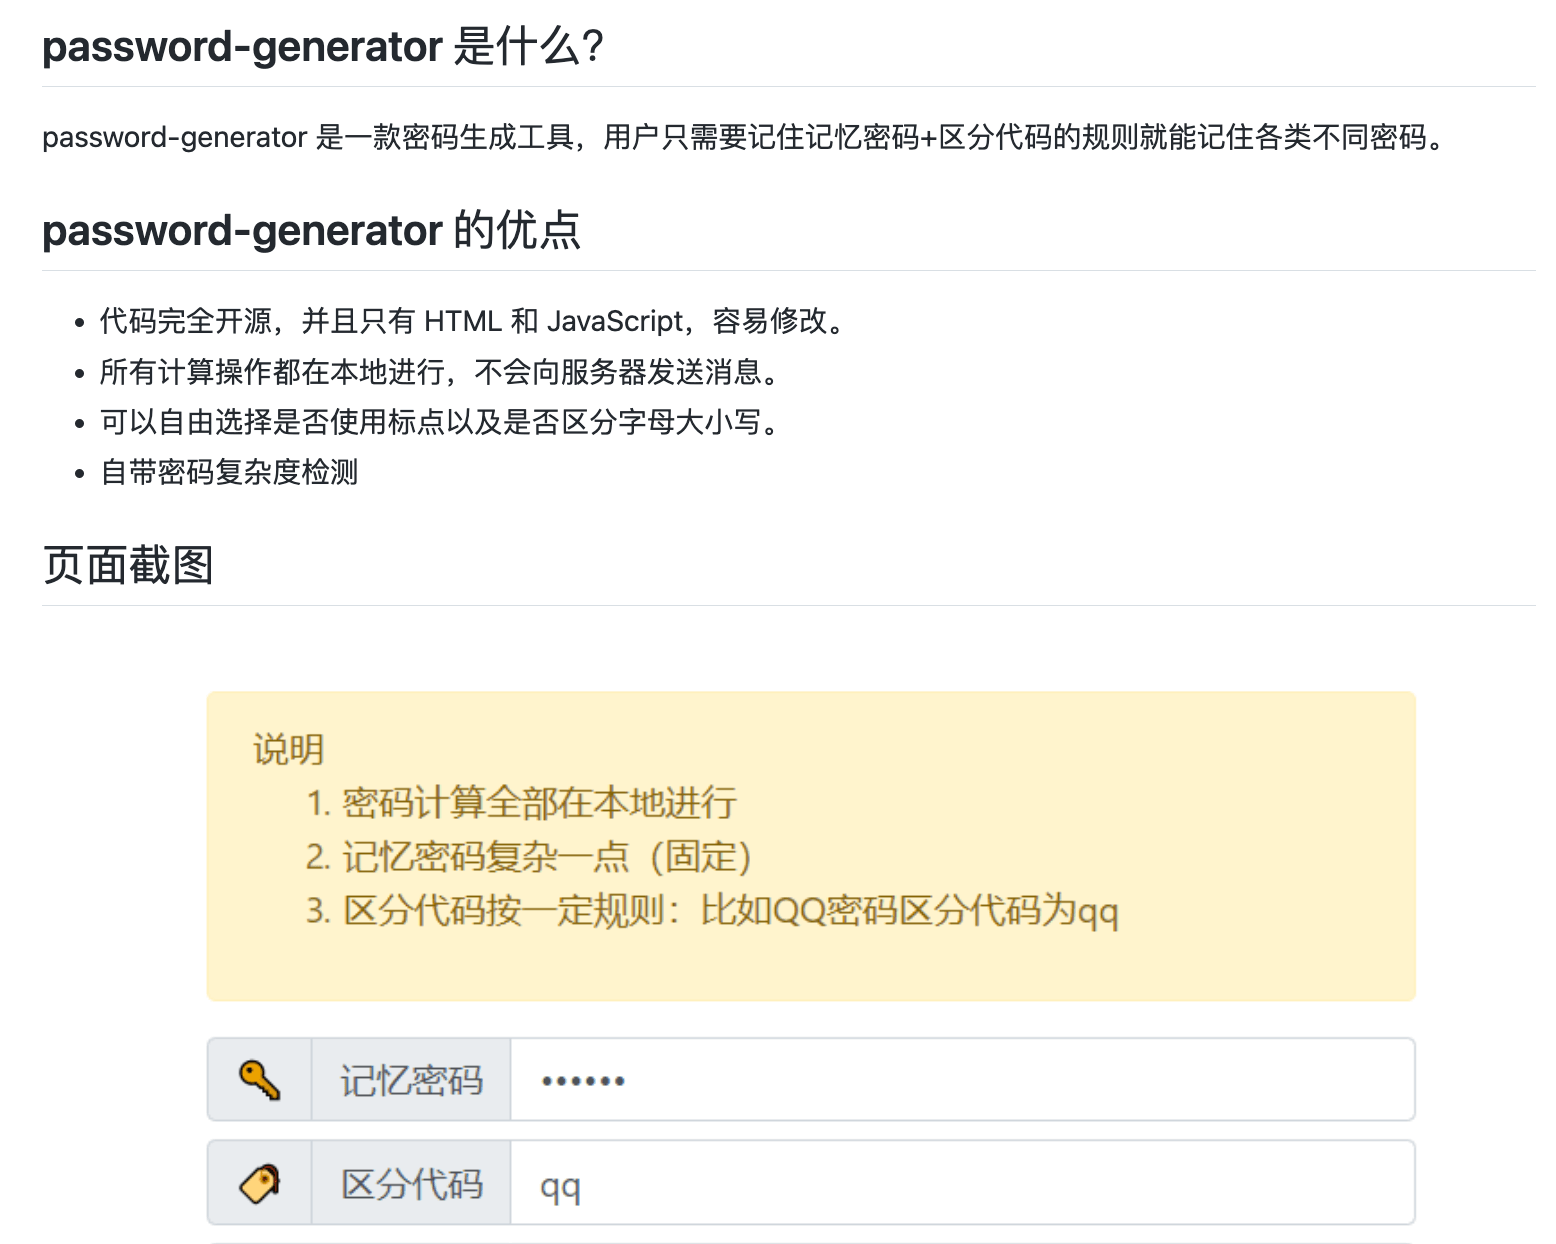 password-generator 是什么?
password-generator 是一款密码生成工具，用户只需要记住记忆密码+区分代码的规则就能记住各类不同密码。
password-generator 的优点
代码完全开源，并且只有 HTML 和 JavaScript，容易修改。
所有计算操作都在本地进行，不会向服务器发送消息。
可以自由选择是否使用标点以及是否区分字母大小写。
自带密码复杂度检测
页面截图
说明
1. 密码计算全部在本地进行
2. 记忆密码复杂一点（固定）
3. 区分代码按一定规则：比如QQ密码区分代码为qq
记忆密码 ••••••
区分代码 qq